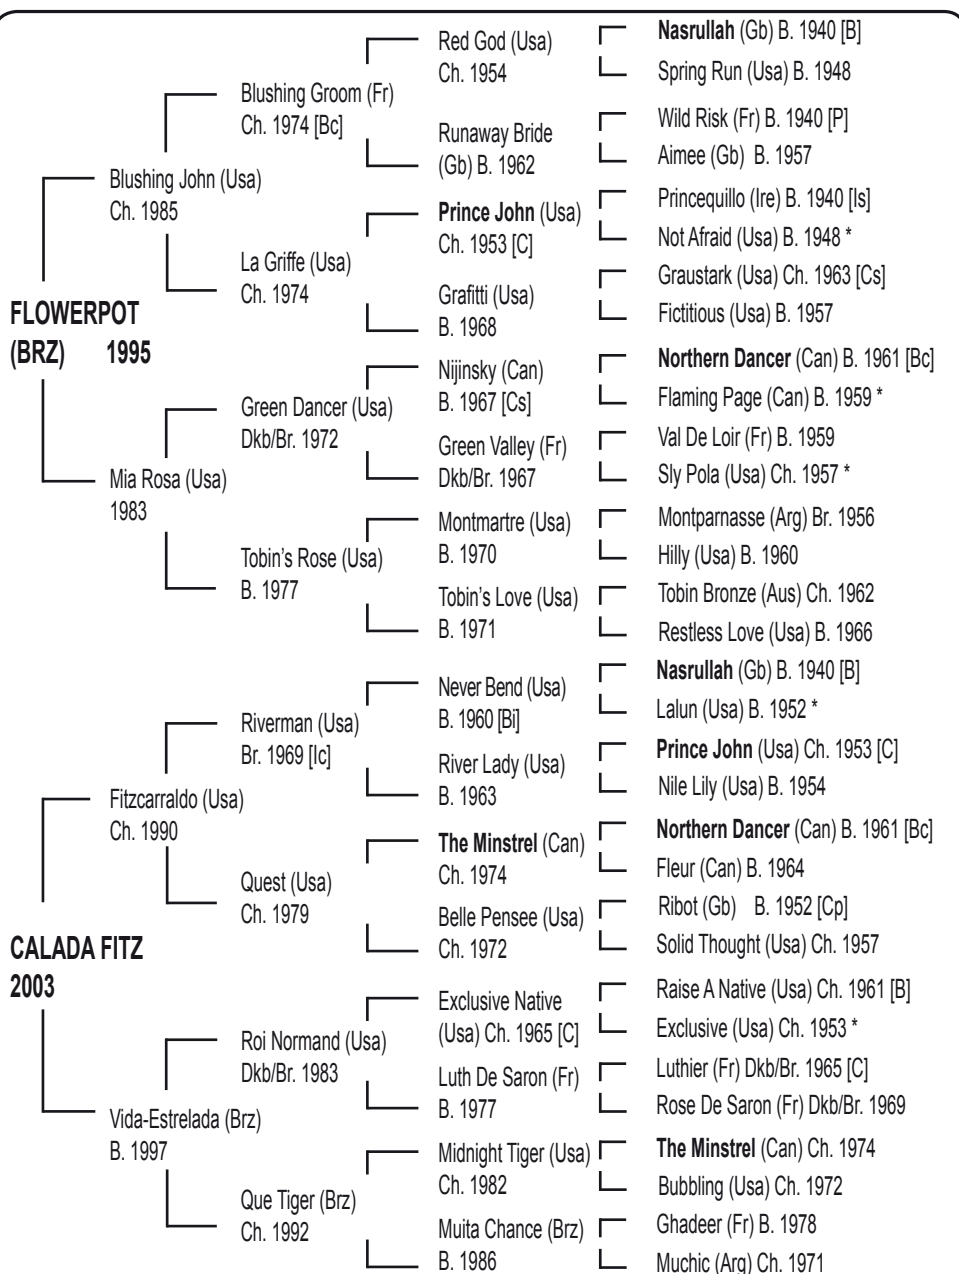 FLOWERPOT
(BRZ) 1995
Blushing John (Usa)
Ch. 1985
Blushing Groom (Fr)
Ch. 1974 [Bc]
Red God (Usa)
Ch. 1954
Nasrullah (Gb) B. 1940 [B]
Spring Run (Usa) B. 1948
Runaway Bride
(Gb) B. 1962
Wild Risk (Fr) B. 1940 [P]
Aimee (Gb) B. 1957
La Griffe (Usa)
Ch. 1974
Prince John (Usa)
Ch. 1953 [C]
Princequillo (Ire) B. 1940 [Is]
Not Afraid (Usa) B. 1948 *
Grafitti (Usa)
B. 1968
Graustark (Usa) Ch. 1963 [Cs]
Fictitious (Usa) B. 1957
Mia Rosa (Usa)
1983
Green Dancer (Usa)
Dkb/Br. 1972
Nijinsky (Can)
B. 1967 [Cs]
Northern Dancer (Can) B. 1961 [Bc]
Flaming Page (Can) B. 1959 *
Green Valley (Fr)
Dkb/Br. 1967
Val De Loir (Fr) B. 1959
Sly Pola (Usa) Ch. 1957 *
Tobin's Rose (Usa)
B. 1977
Montmartre (Usa)
B. 1970
Montparnasse (Arg) Br. 1956
Hilly (Usa) B. 1960
Tobin's Love (Usa)
B. 1971
Tobin Bronze (Aus) Ch. 1962
Restless Love (Usa) B. 1966
CALADA FITZ
2003
Fitzcarraldo (Usa)
Ch. 1990
Riverman (Usa)
Br. 1969 [Ic]
Never Bend (Usa)
B. 1960 [Bi]
Nasrullah (Gb) B. 1940 [B]
Lalun (Usa) B. 1952 *
River Lady (Usa)
B. 1963
Prince John (Usa) Ch. 1953 [C]
Nile Lily (Usa) B. 1954
Quest (Usa)
Ch. 1979
The Minstrel (Can)
Ch. 1974
Northern Dancer (Can) B. 1961 [Bc]
Fleur (Can) B. 1964
Belle Pensee (Usa)
Ch. 1972
Ribot (Gb) B. 1952 [Cp]
Solid Thought (Usa) Ch. 1957
Vida-Estrelada (Brz)
B. 1997
Roi Normand (Usa)
Dkb/Br. 1983
Exclusive Native
(Usa) Ch. 1965 [C]
Raise A Native (Usa) Ch. 1961 [B]
Exclusive (Usa) Ch. 1953 *
Luth De Saron (Fr)
B. 1977
Luthier (Fr) Dkb/Br. 1965 [C]
Rose De Saron (Fr) Dkb/Br. 1969
Que Tiger (Brz)
Ch. 1992
Midnight Tiger (Usa)
Ch. 1982
The Minstrel (Can) Ch. 1974
Bubbling (Usa) Ch. 1972
Muita Chance (Brz)
B. 1986
Ghadeer (Fr) B. 1978
Muchic (Arg) Ch. 1971